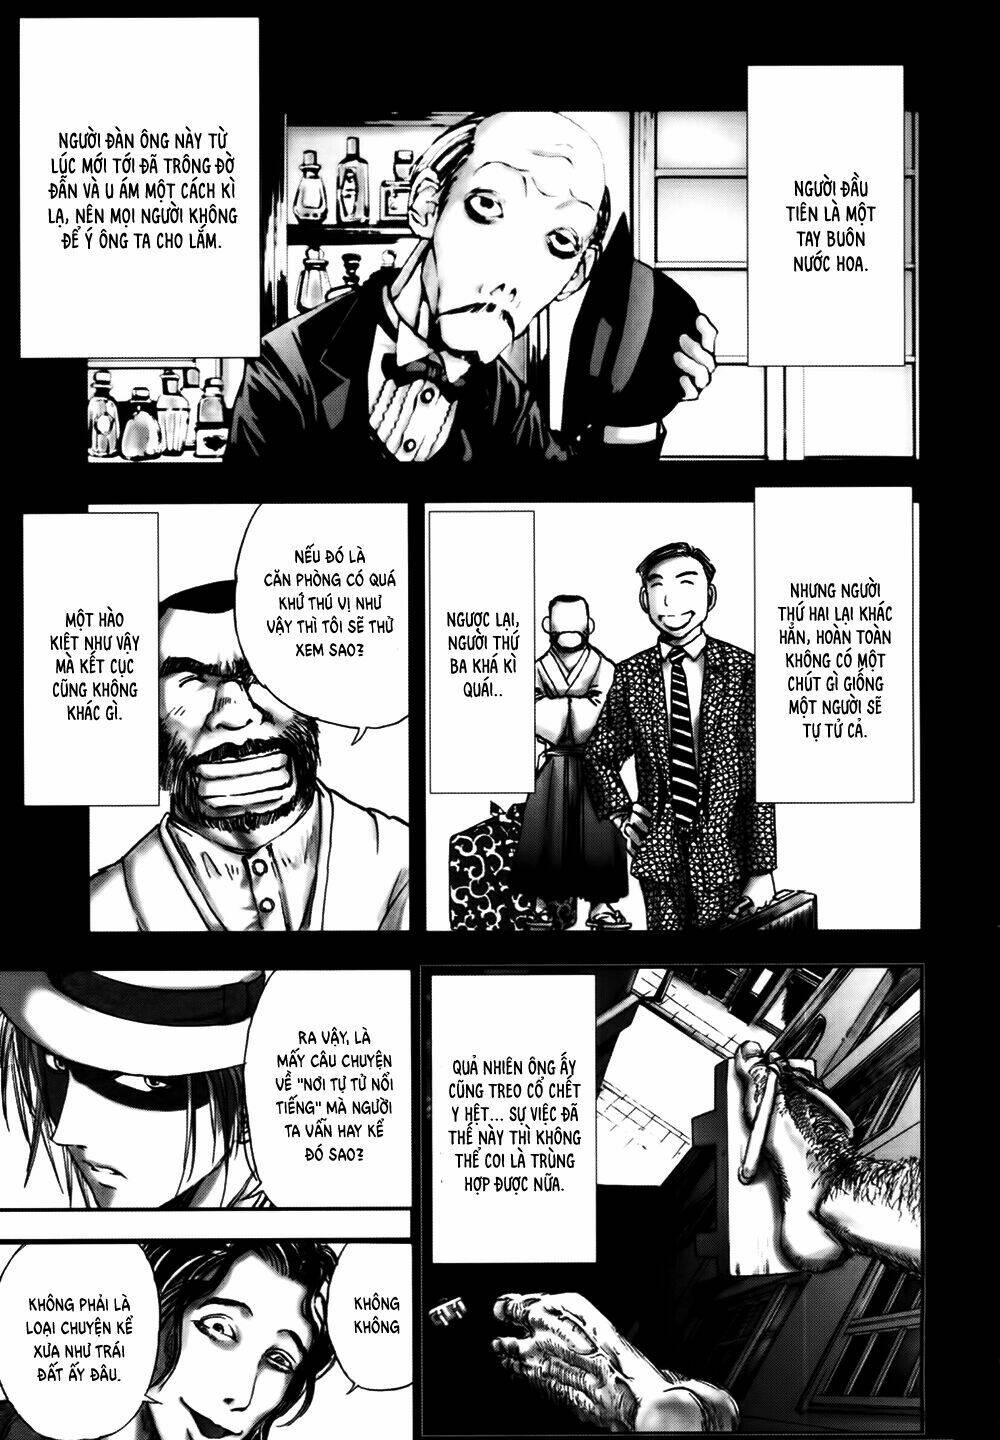 NGƯỜI ĐẦU
TIÊN LÀ MỘT
TAY BUÔN
NƯỚC HOA.
NGƯỜI ĐÀN ÔNG NÀY TỪ
LÚC MỚI TỚI ĐÃ TRÔNG ĐỜ
ĐẪN VÀ U ÁM MỘT CÁCH KÌ
LẠ, NÊN MỌI NGƯỜI KHÔNG
ĐỂ Ý ÔNG TA CHO LẮM.
NHƯNG NGƯỜI
THỨ HAI LẠI KHÁC
HẲN, HOÀN TOÀN
KHÔNG CÓ MỘT
CHÚT GÌ GIỐNG
MỘT NGƯỜI SẼ
TỰ TỬ CẢ.
NGƯỢC LẠI,
NGƯỜI THỨ
BA KHÁ KÌ
QUÁI..
NẾU ĐÓ LÀ
CĂN PHÒNG CÓ QUÁ
KHỨ THÚ VỊ NHƯ
VẬY THÌ TÔI SẼ THỬ
XEM SAO?
MỘT HÀO
KIỆT NHƯ VẬY
MÀ KẾT CỤC
CŨNG KHÔNG
KHÁC GÌ.
QUẢ NHIÊN ÔNG ẤY
CŨNG TREO CỔ CHẾT
Y HỆT... SỰ VIỆC ĐÃ
THẾ NÀY THÌ KHÔNG
THỂ COI LÀ TRÙNG
HỢP ĐƯỢC NỮA.
RA VẬY, LÀ
MẤY CÂU CHUYỆN
VỀ "NƠI TỰ TỬ NỔI
TIẾNG" MÀ NGƯỜI
TA VẪN HAY KỂ
ĐÓ SAO?
KHÔNG
KHÔNG
KHÔNG PHẢI LÀ
LOẠI CHUYỆN KỂ
XƯA NHƯ TRÁI
ĐẤT ẤY ĐÂU.